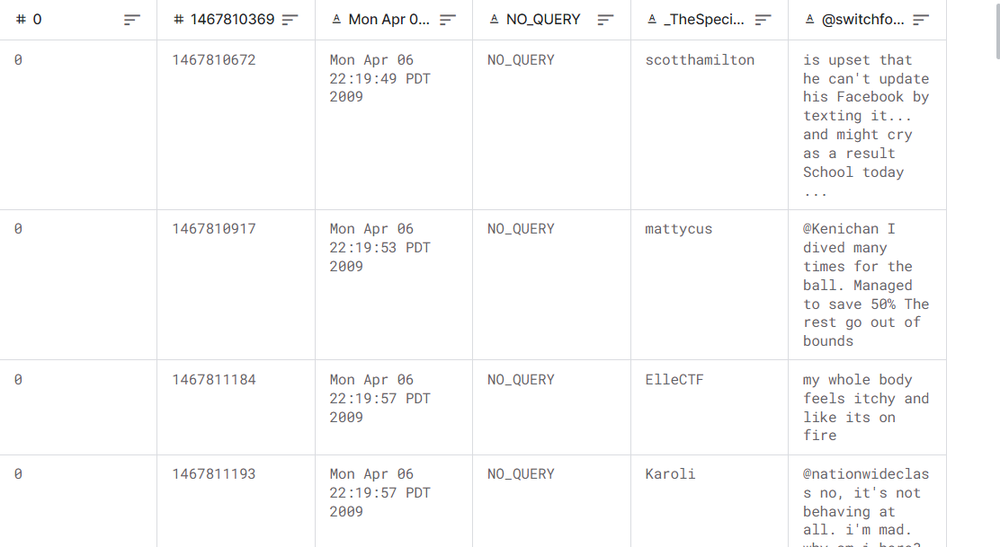 # 0
# 1467810369
A Mon Apr 0...
A NO_QUERY
A _TheSpeci...
A @switchfo...
0
1467810672
Mon Apr 06
22:19:49 PDT
2009
NO_QUERY
scotthamilton
is upset that
he can't update
his Facebook by
texting it...
and might cry
as a result
School today
...
0
1467810917
Mon Apr 06
22:19:53 PDT
2009
NO_QUERY
mattycus
@Kenichan I
dived many
times for the
ball. Managed
to save 50% The
rest go out of
bounds
0
1467811184
Mon Apr 06
22:19:57 PDT
2009
NO_QUERY
ElleCTF
my whole body
feels itchy and
like its on
fire
0
1467811193
Mon Apr 06
22:19:57 PDT
2009
NO_QUERY
Karoli
@nationwideclas
s no, it's not
behaving at
all. i'm mad.
why am i here?